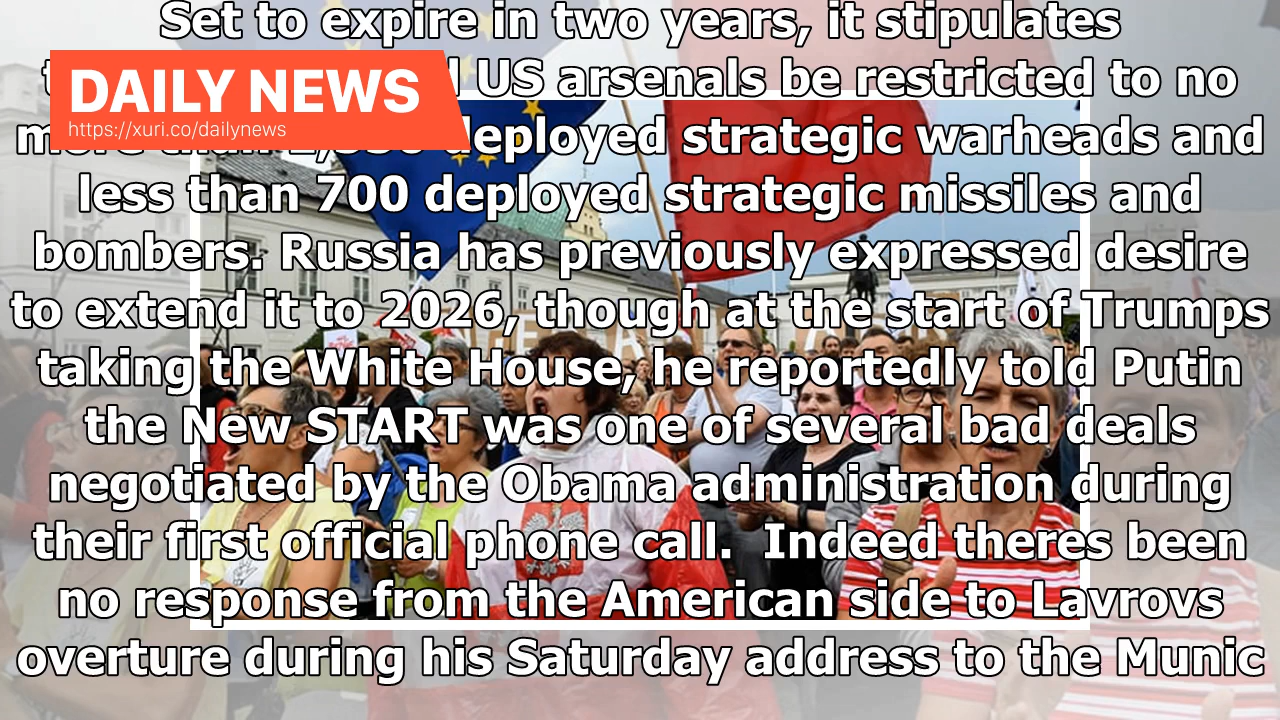 Set to expire in two years, it stipulates
DAILY NEWS
https://xuri.co/dailynews
US arsenals be restricted to no
deployed strategic warheads and
less than 700 deployed strategic missiles and
bombers. Russia has previously expressed desire
to extend it to 2026, though at the start of Trumps
taking the White House, he reportedly told Putin
the New START was one of several bad deals
negotiated by the Obama administration during
their first official phone call. Indeed theres been
no response from the American side to Lavrovs
overture during his Saturday address to the Munic